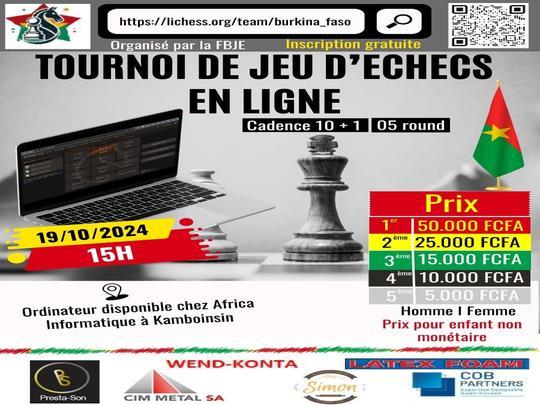 https://lichess.org/team/burkina_faso
Organisé par la FBJE
Inscription gratuite
TOURNOI DE JEU D'ECHECS
EN LIGNE
Cadence 10 + 1 | 05 round
19/10/2024
15H
Prix
1er 50.000 FCFA
2ème 25.000 FCFA
3ème 15.000 FCFA
4ème 10.000 FCFA
5ème 5.000 FCFA
Homme I Femme
Prix pour enfant non
monétaire
Ordinateur disponible chez Africa
Informatique à Kamboinsin
WEND-KONTA
LATEX FOAM
PS
Presta-Son
CIM METAL SA
Simon
COB
PARTNERS
Expertise Comptable